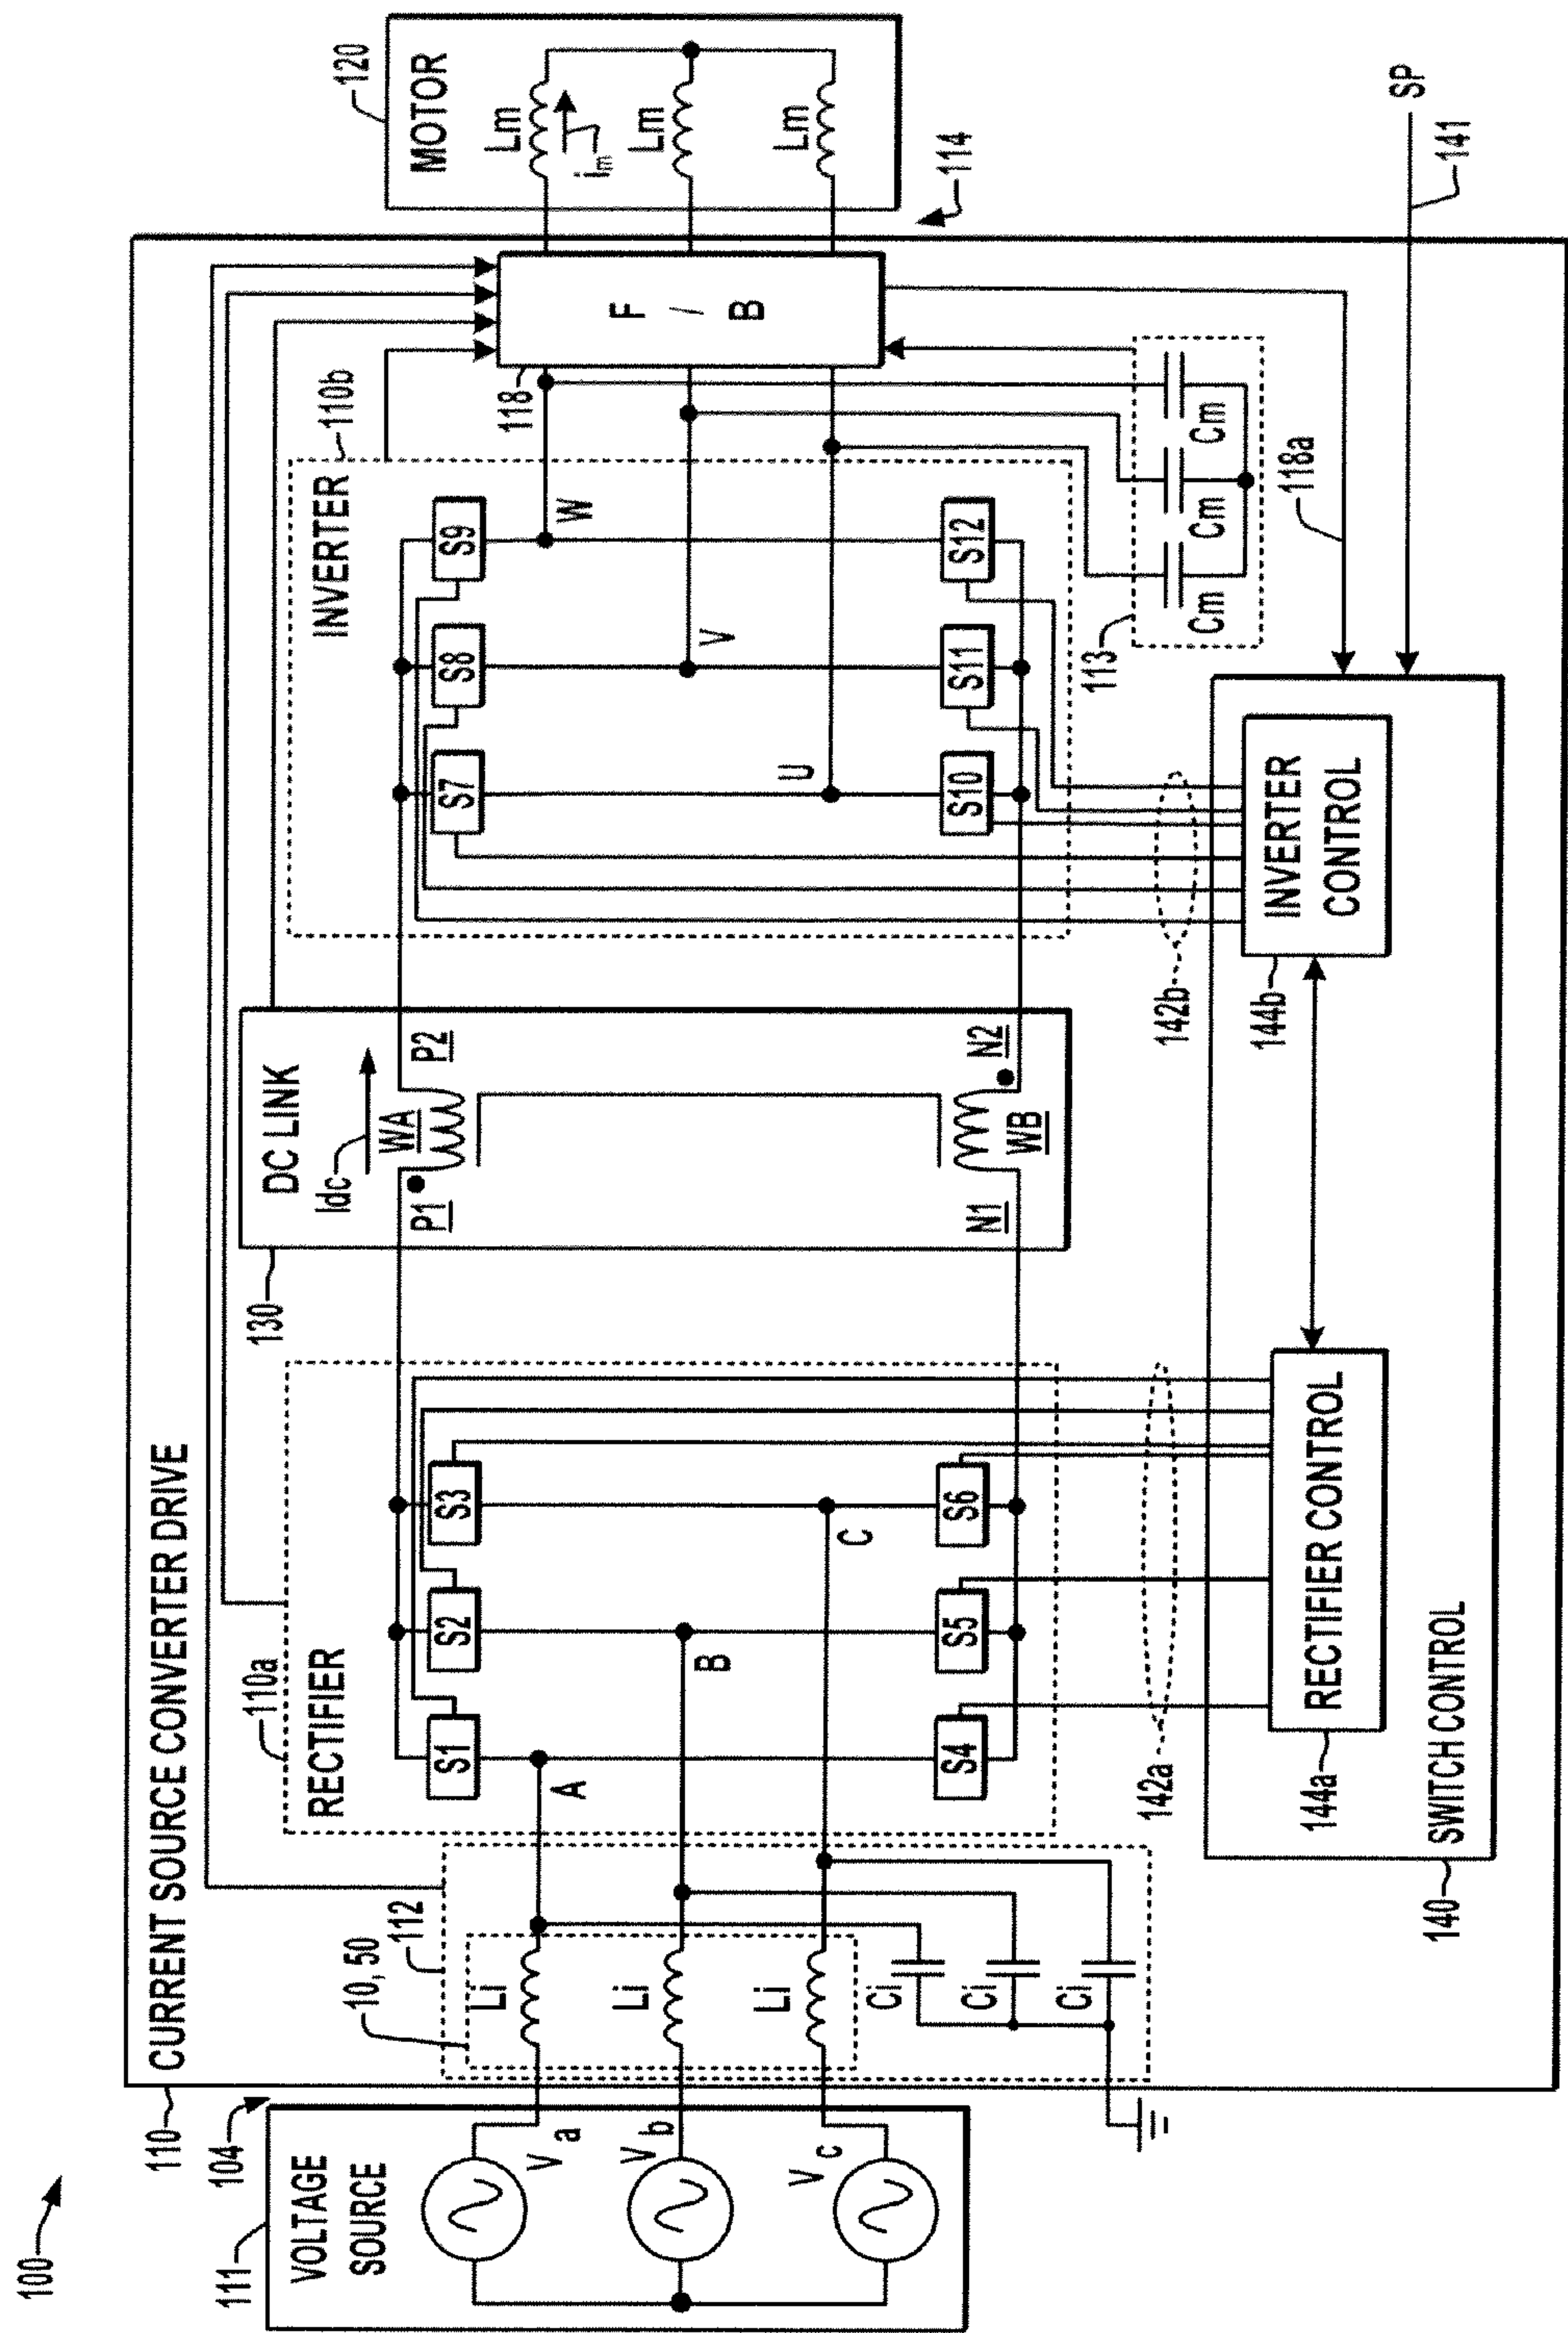 100
CURRENT SOURCE CONVERTER DRIVE
110
104
111
VOLTAGE
SOURCE
Va
Vb
Vc
10, 50
112
Li
Li
Li
Ci
Ci
Ci
110a
RECTIFIER
S1
S2
S3
A
B
C
S4
S5
S6
142a
130
DC LINK
Idc
P1
WA
P2
N1
WB
N2
110b
INVERTER
S7
S8
S9
W
V
U
S10
S11
S12
142b
118
F / B
114
120
MOTOR
Lm
im
Lm
Lm
113
Cm
Cm
Cm
118a
SP
141
140
SWITCH CONTROL
144a
RECTIFIER CONTROL
144b
INVERTER
CONTROL